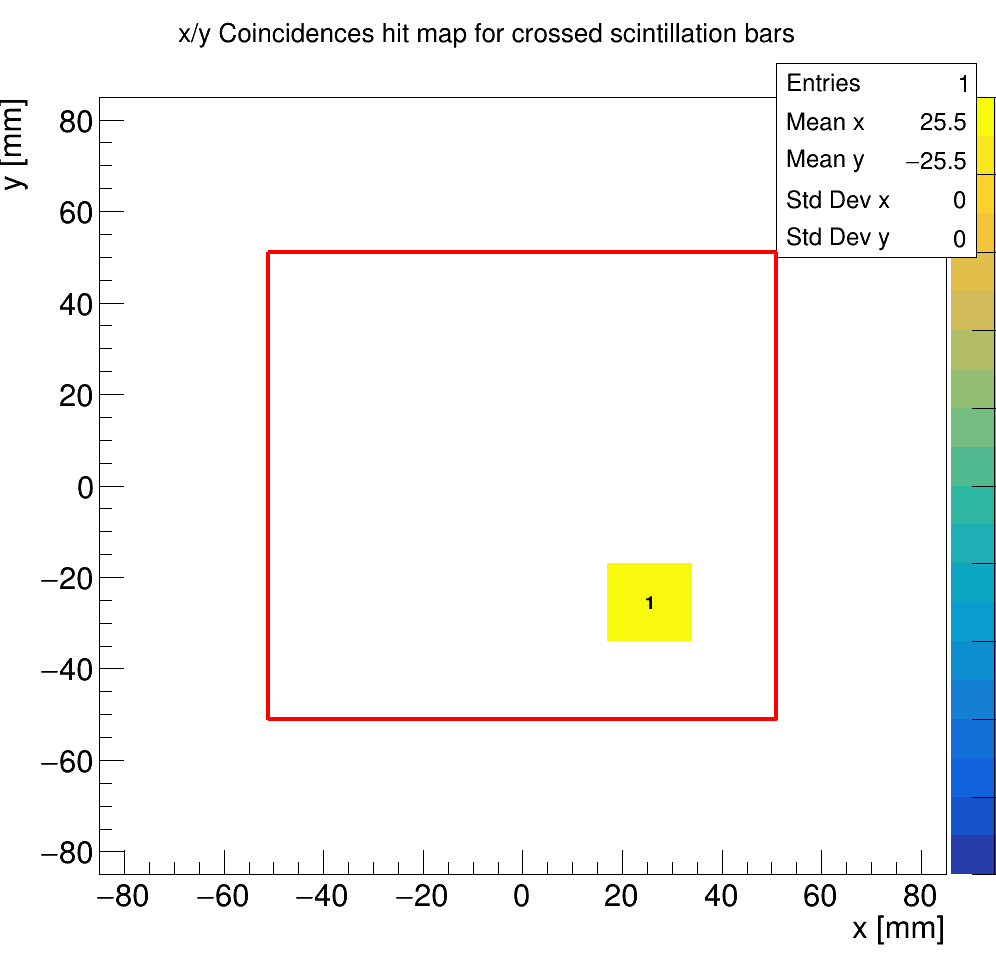 x/y Coincidences hit map for crossed scintillation bars
Entries 1
Mean x 25.5
Mean y −25.5
Std Dev x 0
Std Dev y 0
y [mm]
80
60
40
20
0
−20
−40
−60
−80
1
−80 −60 −40 −20 0 20 40 60 80
x [mm]